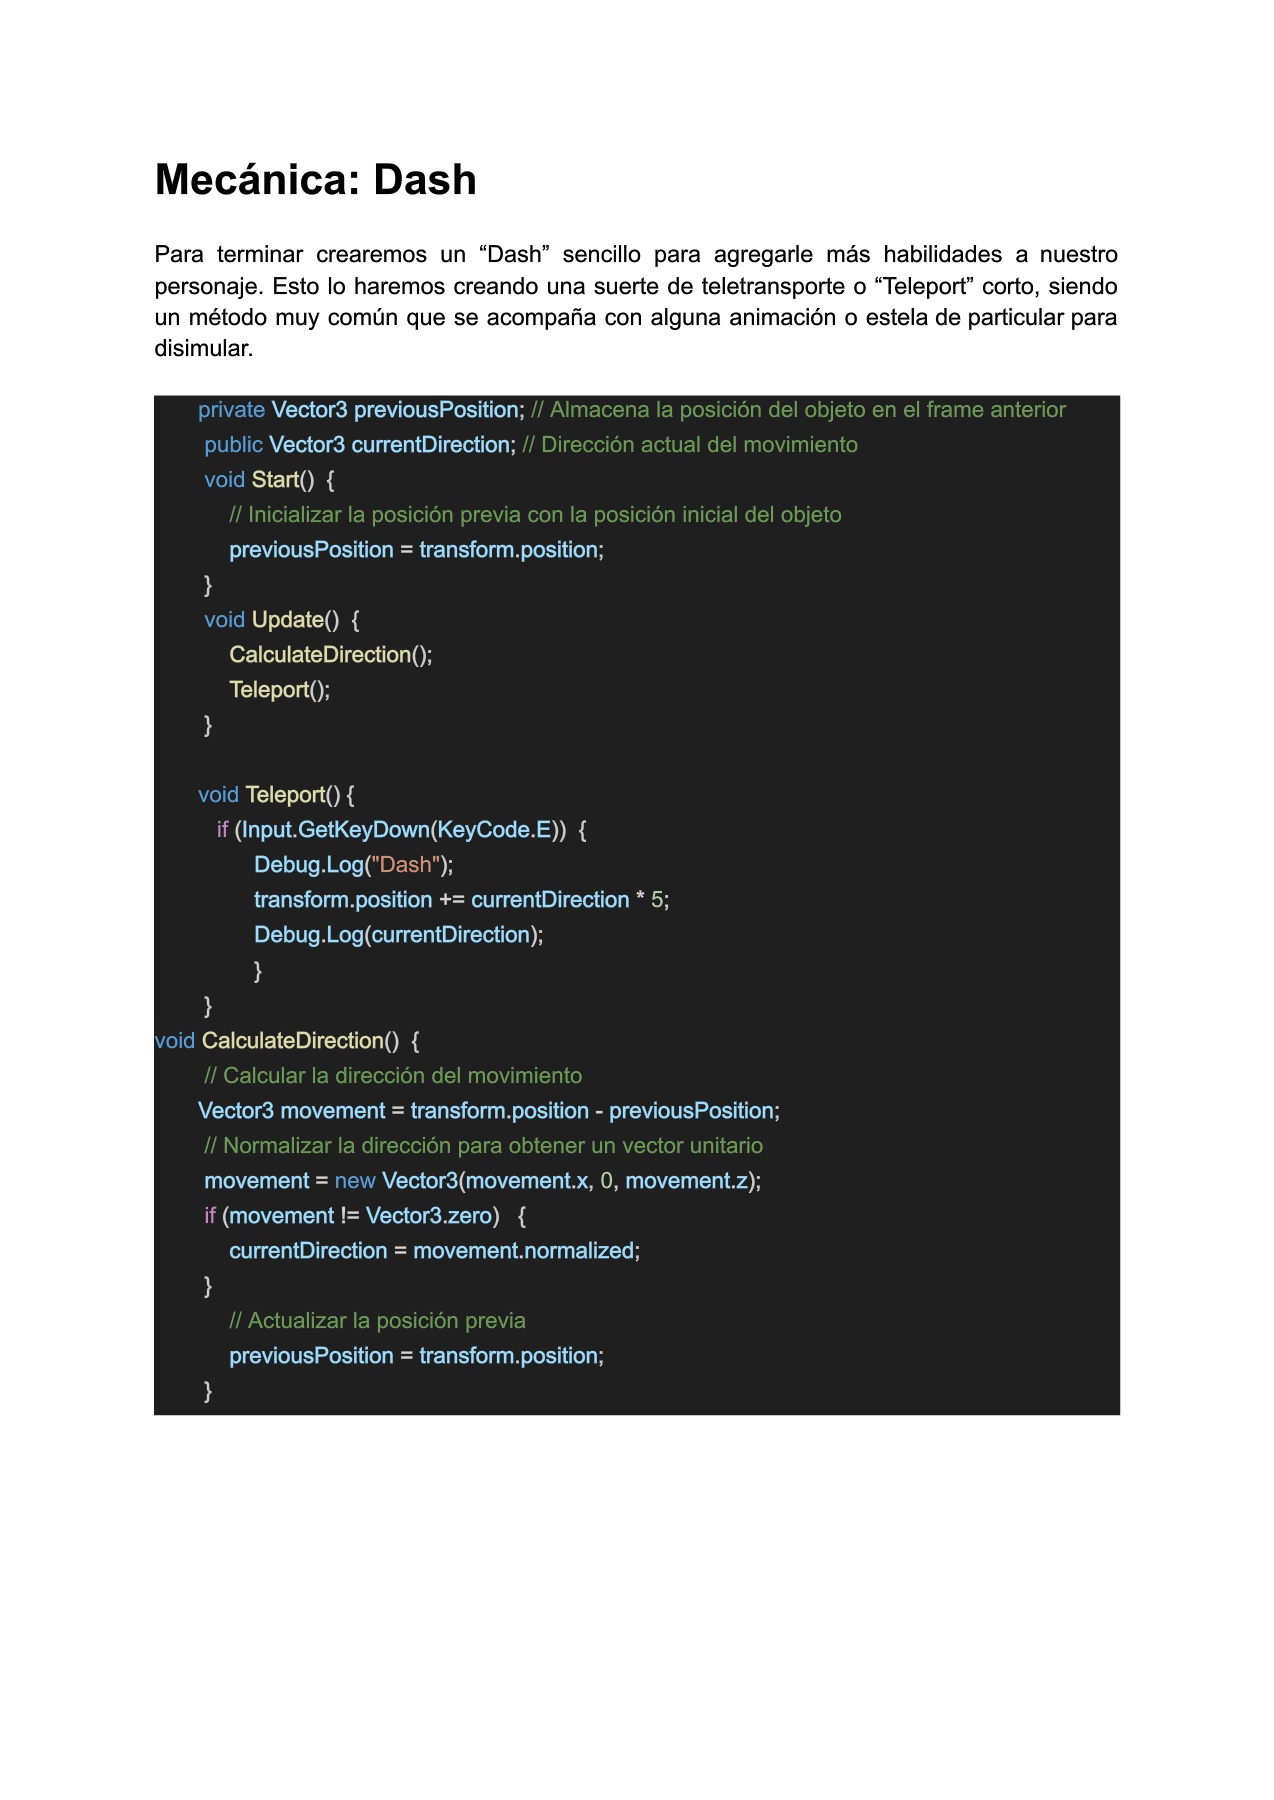 Mecánica: Dash
Para terminar crearemos un “Dash” sencillo para agregarle más habilidades a nuestro
personaje. Esto lo haremos creando una suerte de teletransporte o “Teleport” corto, siendo
un método muy común que se acompaña con alguna animación o estela de particular para
disimular.
private Vector3 previousPosition; // Almacena la posición del objeto en el frame anterior
public Vector3 currentDirection; // Dirección actual del movimiento
void Start()  {
// Inicializar la posición previa con la posición inicial del objeto
previousPosition = transform.position;
}
void Update()  {
CalculateDirection();
Teleport();
}
void Teleport() {
if (Input.GetKeyDown(KeyCode.E))  {
Debug.Log("Dash");
transform.position += currentDirection * 5;
Debug.Log(currentDirection);
}
}
void CalculateDirection()  {
// Calcular la dirección del movimiento
Vector3 movement = transform.position - previousPosition;
// Normalizar la dirección para obtener un vector unitario
movement = new Vector3(movement.x, 0, movement.z);
if (movement != Vector3.zero)   {
currentDirection = movement.normalized;
}
// Actualizar la posición previa
previousPosition = transform.position;
}